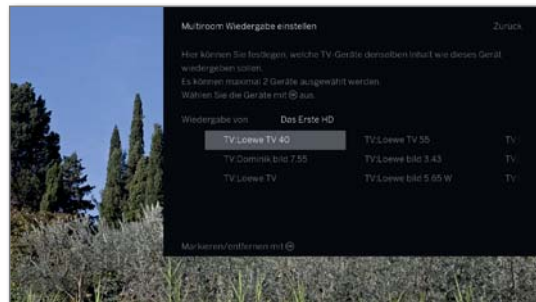 Multiroom Wiedergabe einstellen Zurück
Hier können Sie festlegen, welche TV-Geräte denselben Inhalt wie dieses Gerät
wiedergeben sollen.
Es können maximal 2 Geräte ausgewählt werden.
Wählen Sie die Geräte mit aus.
Wiedergabe von Das Erste HD
TV:Loewe TV 40 TV:Loewe TV 55 TV:
TV:Dominik bild 7.55 TV:Loewe bild 3.43 TV:
TV:Loewe TV TV:Loewe bild 5.65 W TV:
Markieren/entfernen mit